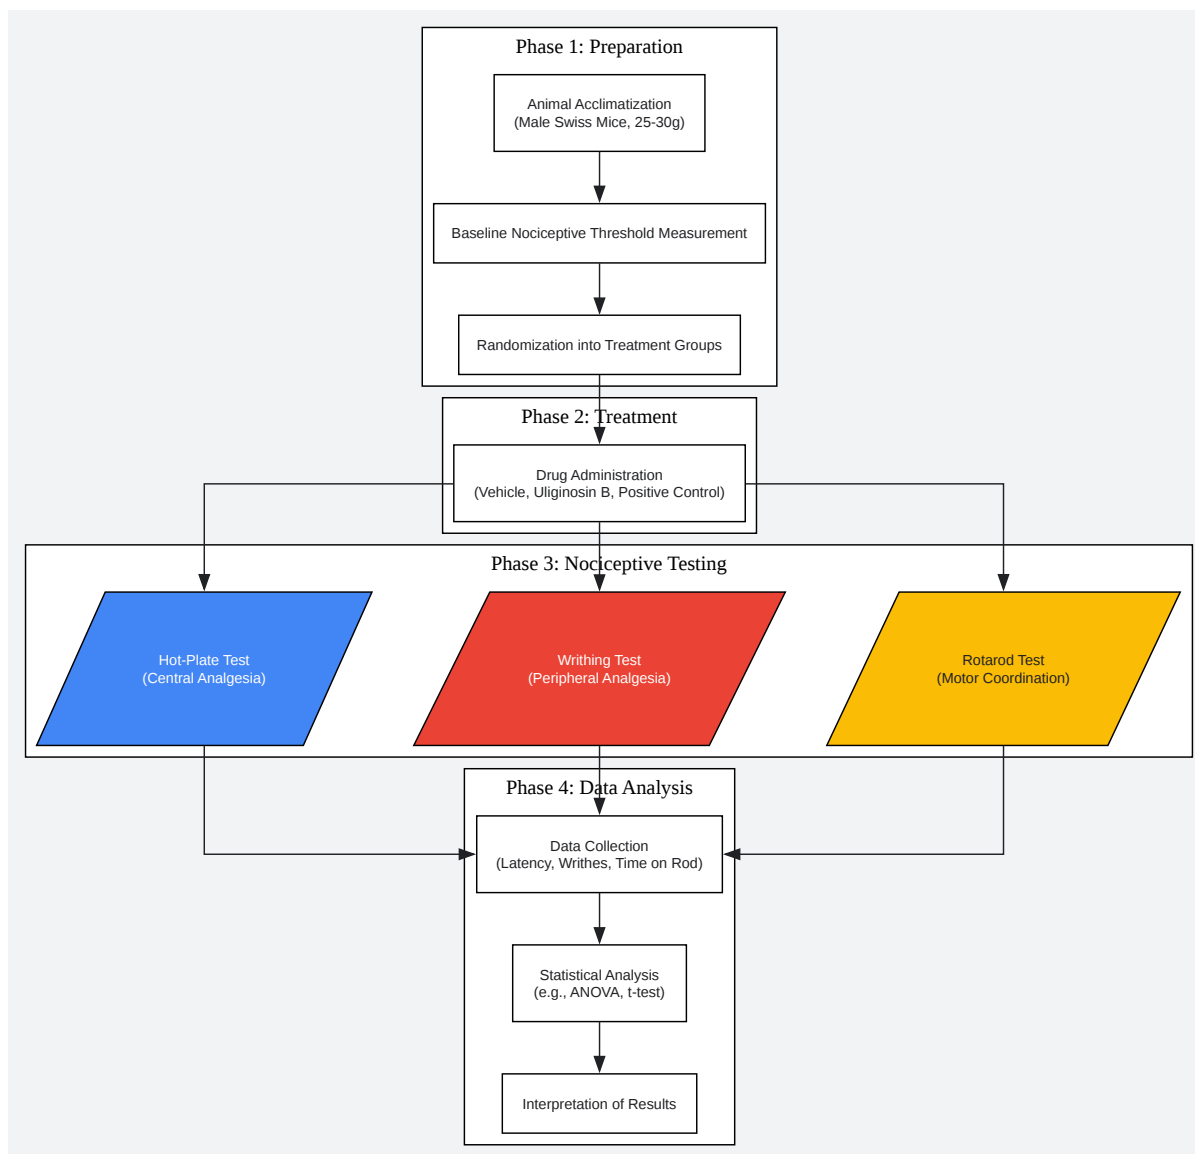 Phase 1: Preparation
Animal Acclimatization
(Male Swiss Mice, 25-30g)
Baseline Nociceptive Threshold Measurement
Randomization into Treatment Groups
Phase 2: Treatment
Drug Administration
(Vehicle, Uliginosin B, Positive Control)
Phase 3: Nociceptive Testing
Hot-Plate Test
(Central Analgesia)
Writhing Test
(Peripheral Analgesia)
Rotarod Test
(Motor Coordination)
Phase 4: Data Analysis
Data Collection
(Latency, Writhes, Time on Rod)
Statistical Analysis
(e.g., ANOVA, t-test)
Interpretation of Results